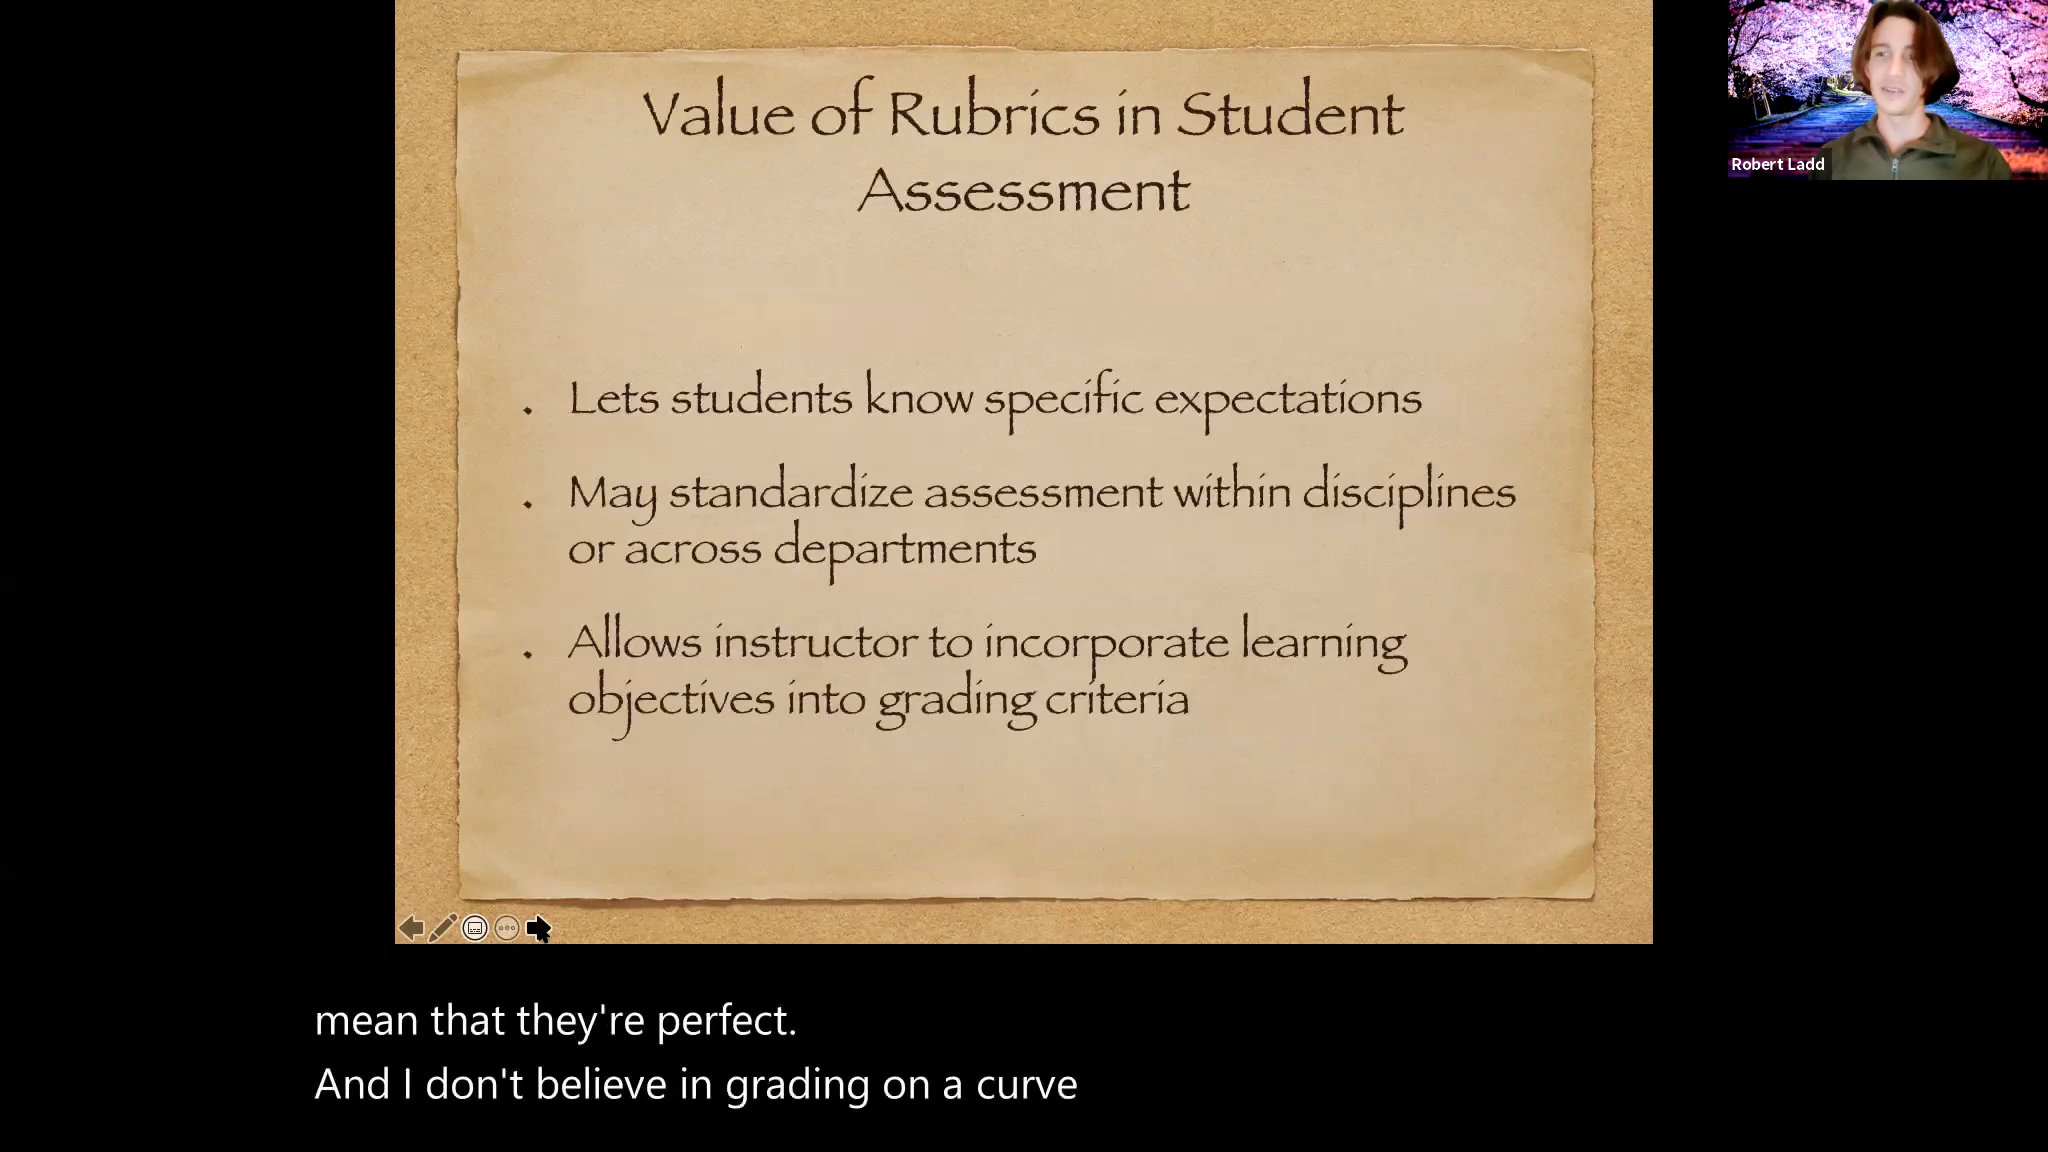 Value of Rubrics in Student
Assessment
Robert Ladd
. Lets students know specific expectations
. May standardize assessment within disciplines
or across departments
. Allows instructor to incorporate learning
objectives into grading criteria
mean that they're perfect.
And I don't believe in grading on a curve